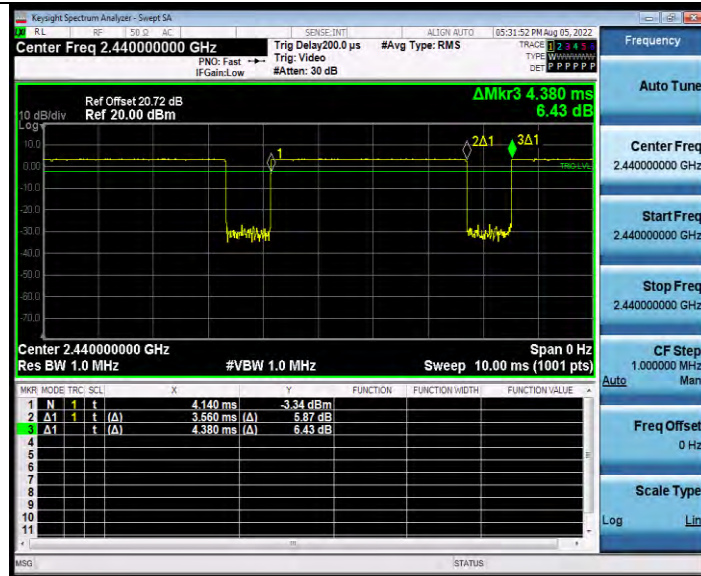 Keysight Spectrum Analyzer - Swept SA
LXI RL RF 50 Ω AC SENSE:INT ALIGN AUTO 05:31:52 PM Aug 05, 2022
Center Freq 2.440000000 GHz
PNO: Fast
IFGain:Low
Trig Delay200.0 µs
Trig: Video
#Atten: 30 dB
#Avg Type: RMS
TRACE 1 2 3 4 5 6
TYPE
DET P P P P P P
Frequency
10 dB/div
Log
Ref Offset 20.72 dB
Ref 20.00 dBm
ΔMkr3 4.380 ms
6.43 dB
10.0
0.00
-10.0
-20.0
-30.0
-40.0
-50.0
-60.0
-70.0
1
2Δ1
3Δ1
TRIG LVL
Center 2.440000000 GHz
Span 0 Hz
Res BW 1.0 MHz
#VBW 1.0 MHz
Sweep 10.00 ms (1001 pts)
MKR MODE TRC SCL X Y FUNCTION FUNCTION WIDTH FUNCTION VALUE
1 N 1 t 4.140 ms -3.34 dBm
2 Δ1 1 t (Δ) 3.560 ms (Δ) 5.87 dB
3 Δ1 t (Δ) 4.380 ms (Δ) 6.43 dB
4
5
6
7
8
9
10
11
MSG
STATUS
Auto Tune
Center Freq
2.440000000 GHz
Start Freq
2.440000000 GHz
Stop Freq
2.440000000 GHz
CF Step
1.000000 MHz
Auto Man
Freq Offset
0 Hz
Scale Type
Log Lin